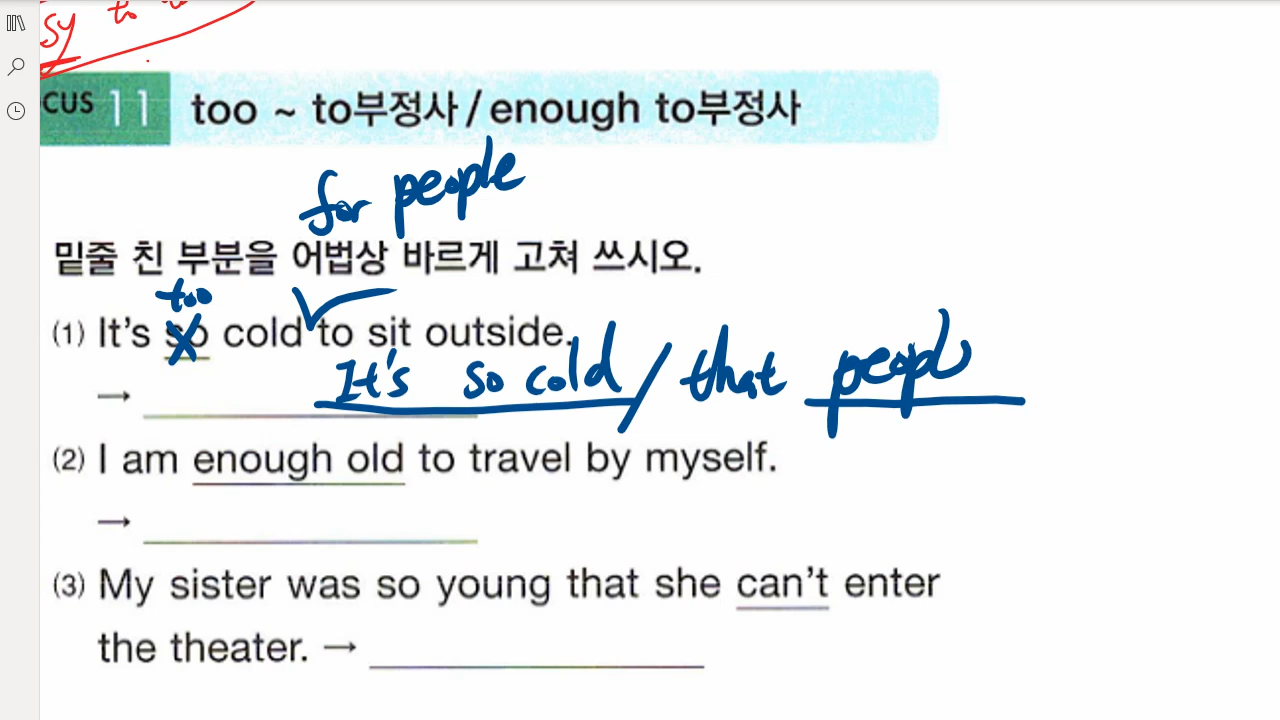 sy to
CUS 11 too ~ to부정사 / enough to부정사
for people
밑줄 친 부분을 어법상 바르게 고쳐 쓰시오.
too
(1) It's so cold to sit outside.
→ It's so cold / that people
(2) I am enough old to travel by myself.
→
(3) My sister was so young that she can't enter
the theater. →